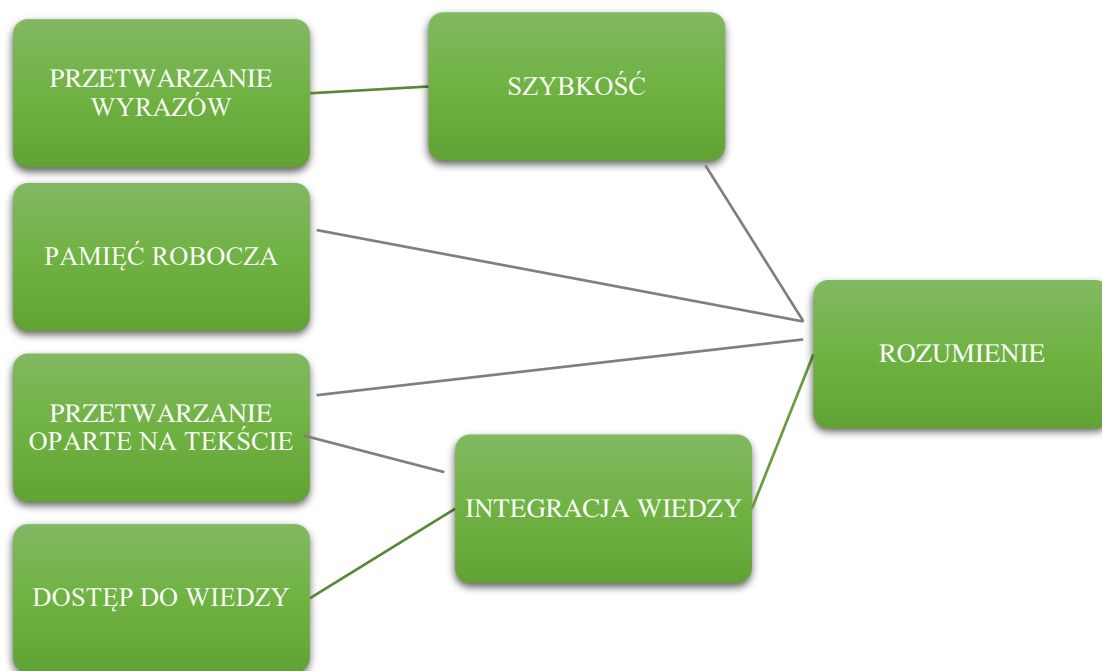 PRZETWARZANIE
WYRAZÓW
SZYBKOŚĆ
PAMIĘĆ ROBOCZA
ROZUMIENIE
PRZETWARZANIE
OPARTE NA TEKŚCIE
INTEGRACJA WIEDZY
DOSTĘP DO WIEDZY